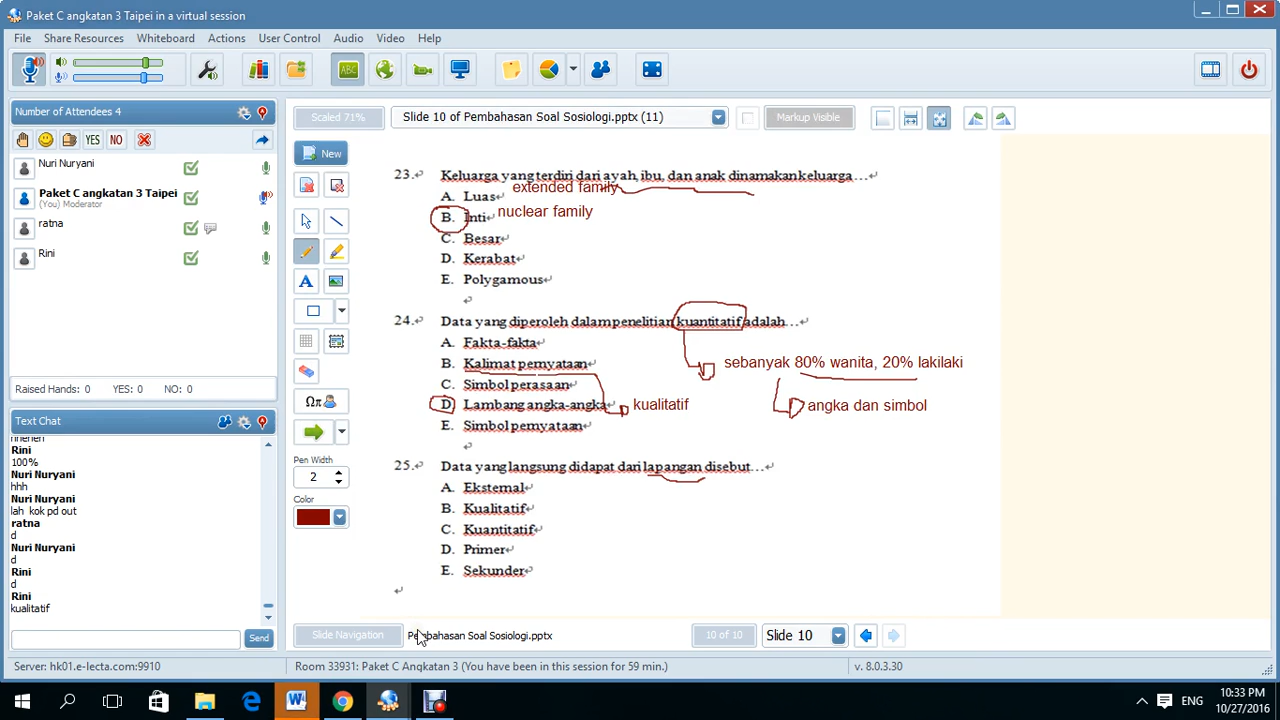 Paket C angkatan 3 Taipei in a virtual session
File Share Resources Whiteboard Actions User Control Audio Video Help
ABC
Number of Attendees 4
YES NO
Nuri Nuryani
Paket C angkatan 3 Taipei
(You) Moderator
ratna
Rini
Raised Hands: 0 YES: 0 NO: 0
Text Chat
hheheh
Rini
100%
Nuri Nuryani
hhh
Nuri Nuryani
lah kok pd out
ratna
d
Nuri Nuryani
d
Rini
d
Rini
kualitatif
Send
Scaled 71%
Slide 10 of Pembahasan Soal Sosiologi.pptx (11)
Markup Visible
New
A
Ωπ
Pen Width
2
Color
23. Keluarga yang terdiri dari ayah, ibu, dan anak dinamakan keluarga…
extended family
A. Luas
B. Inti nuclear family
C. Besar
D. Kerabat
E. Polygamous
24. Data yang diperoleh dalam penelitian kuantitatif adalah…
A. Fakta-fakta
B. Kalimat pernyataan
sebanyak 80% wanita, 20% lakilaki
C. Simbol perasaan
D. Lambang angka-angka kualitatif
angka dan simbol
E. Simbol pernyataan
25. Data yang langsung didapat dari lapangan disebut…
A. Eksternal
B. Kualitatif
C. Kuantitatif
D. Primer
E. Sekunder
Slide Navigation Pembahasan Soal Sosiologi.pptx 10 of 10 Slide 10
Server: hk01.e-lecta.com:9910 Room 33931: Paket C Angkatan 3 (You have been in this session for 59 min.) v. 8.0.3.30
ENG 10:33 PM
10/27/2016